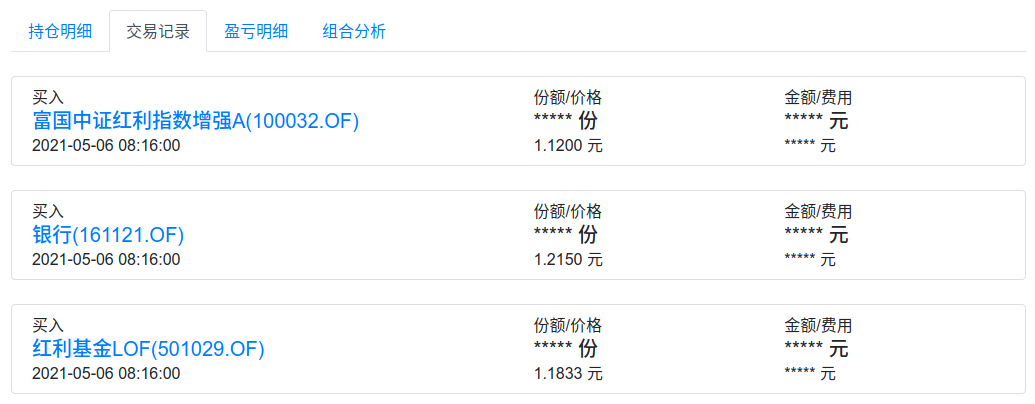 持仓明细 交易记录 盈亏明细 组合分析
买入 份额/价格 金额/费用
富国中证红利指数增强A(100032.OF) ***** 份 ***** 元
2021-05-06 08:16:00 1.1200 元 ***** 元
买入 份额/价格 金额/费用
银行(161121.OF) ***** 份 ***** 元
2021-05-06 08:16:00 1.2150 元 ***** 元
买入 份额/价格 金额/费用
红利基金LOF(501029.OF) ***** 份 ***** 元
2021-05-06 08:16:00 1.1833 元 ***** 元